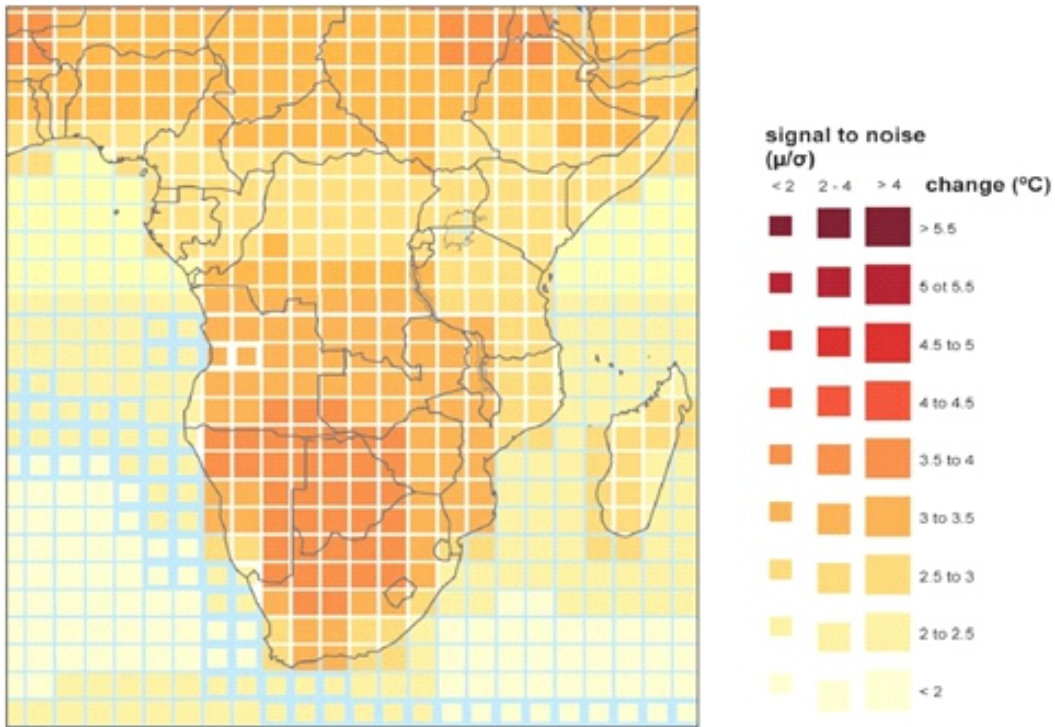 signal to noise
(μ/σ)
< 2 2 - 4 > 4 change (ºC)
> 5.5
5 ot 5.5
4.5 to 5
4 to 4.5
3.5 to 4
3 to 3.5
2.5 to 3
2 to 2.5
< 2